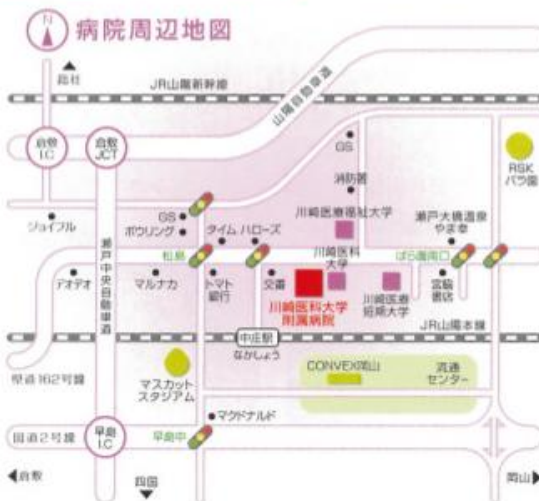 N
病院周辺地図
総社
JR山陽新幹線
山陽自動車道
倉敷
I.C
倉敷
JCT
GS
RSK
バラ園
消防署
川崎医療福祉大学
瀬戸大橋温泉
やま幸
ジョイフル
GS
ボウリング
タイム
ハローズ
川崎医科
大学
松島
ばら園南口
瀬戸中央自動車道
デオデオ
マルナカ
トマト
銀行
交番
川崎医科大学
附属病院
川崎医療
短期大学
宮脇
書店
中庄駅
なかしょう
JR山陽本線
県道162号線
マスカット
スタジアム
CONVEX岡山
流通
センター
マクドナルド
国道2号線
早島
I.C
早島中
倉敷
四国
岡山